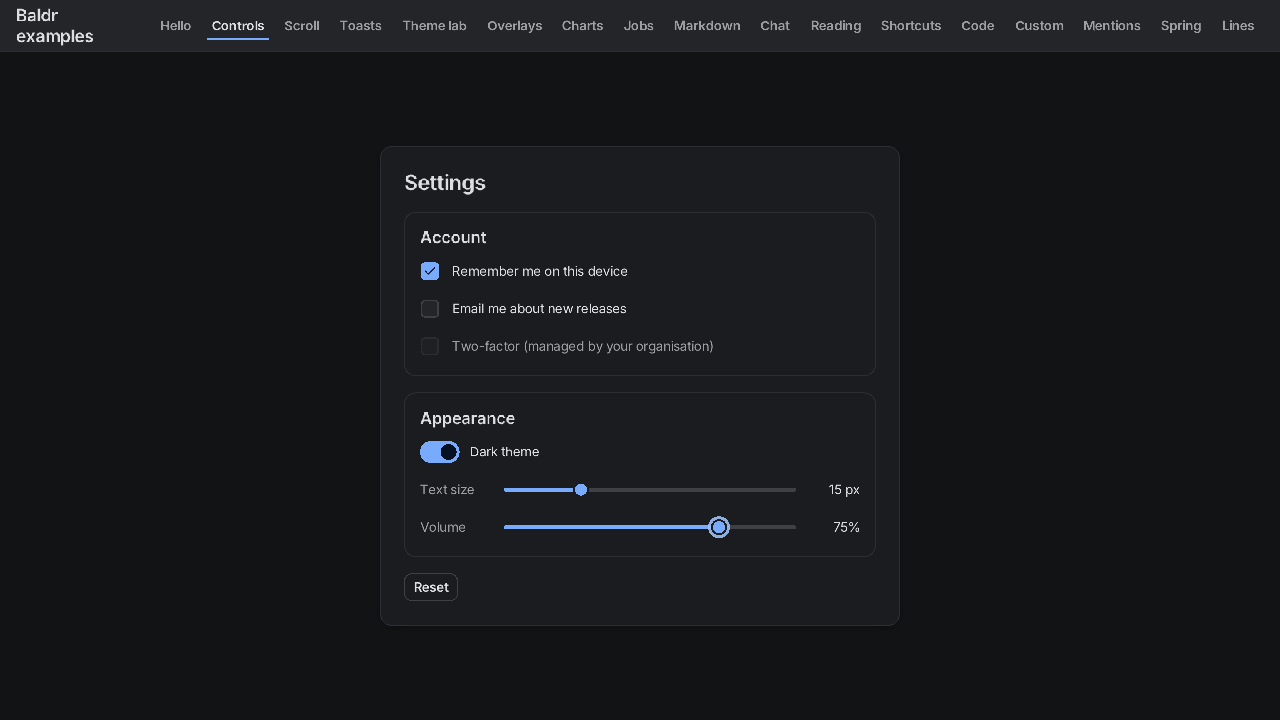 Baldr
examples
Hello Controls Scroll Toasts Theme lab Overlays Charts Jobs Markdown Chat Reading Shortcuts Code Custom Mentions Spring Lines
Settings
Account
Remember me on this device
Email me about new releases
Two-factor (managed by your organisation)
Appearance
Dark theme
Text size 15 px
Volume 75%
Reset